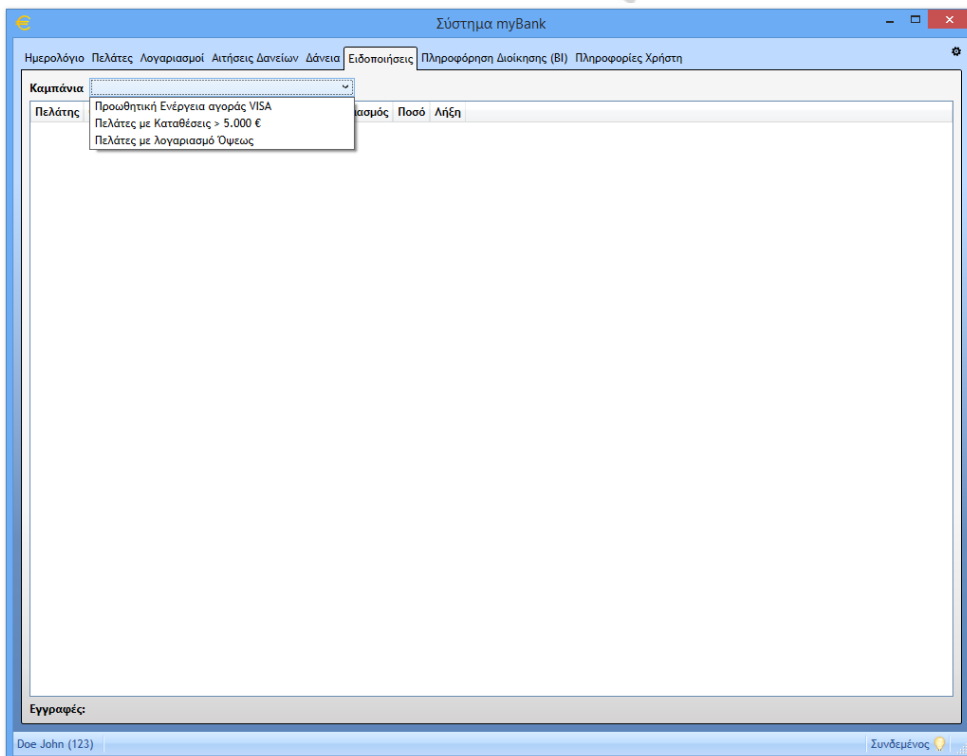 Σύστημα myBank
Ημερολόγιο Πελάτες Λογαριασμοί Αιτήσεις Δανείων Δάνεια Ειδοποιήσεις Πληροφόρηση Διοίκησης (BI) Πληροφορίες Χρήστη
Καμπάνια
Προωθητική Ενέργεια αγοράς VISA
Πελάτης ιασμός Ποσό Λήξη
Πελάτες με Καταθέσεις > 5.000 €
Πελάτες με λογαριασμό Όψεως
Εγγραφές:
Doe John (123) Συνδεμένος